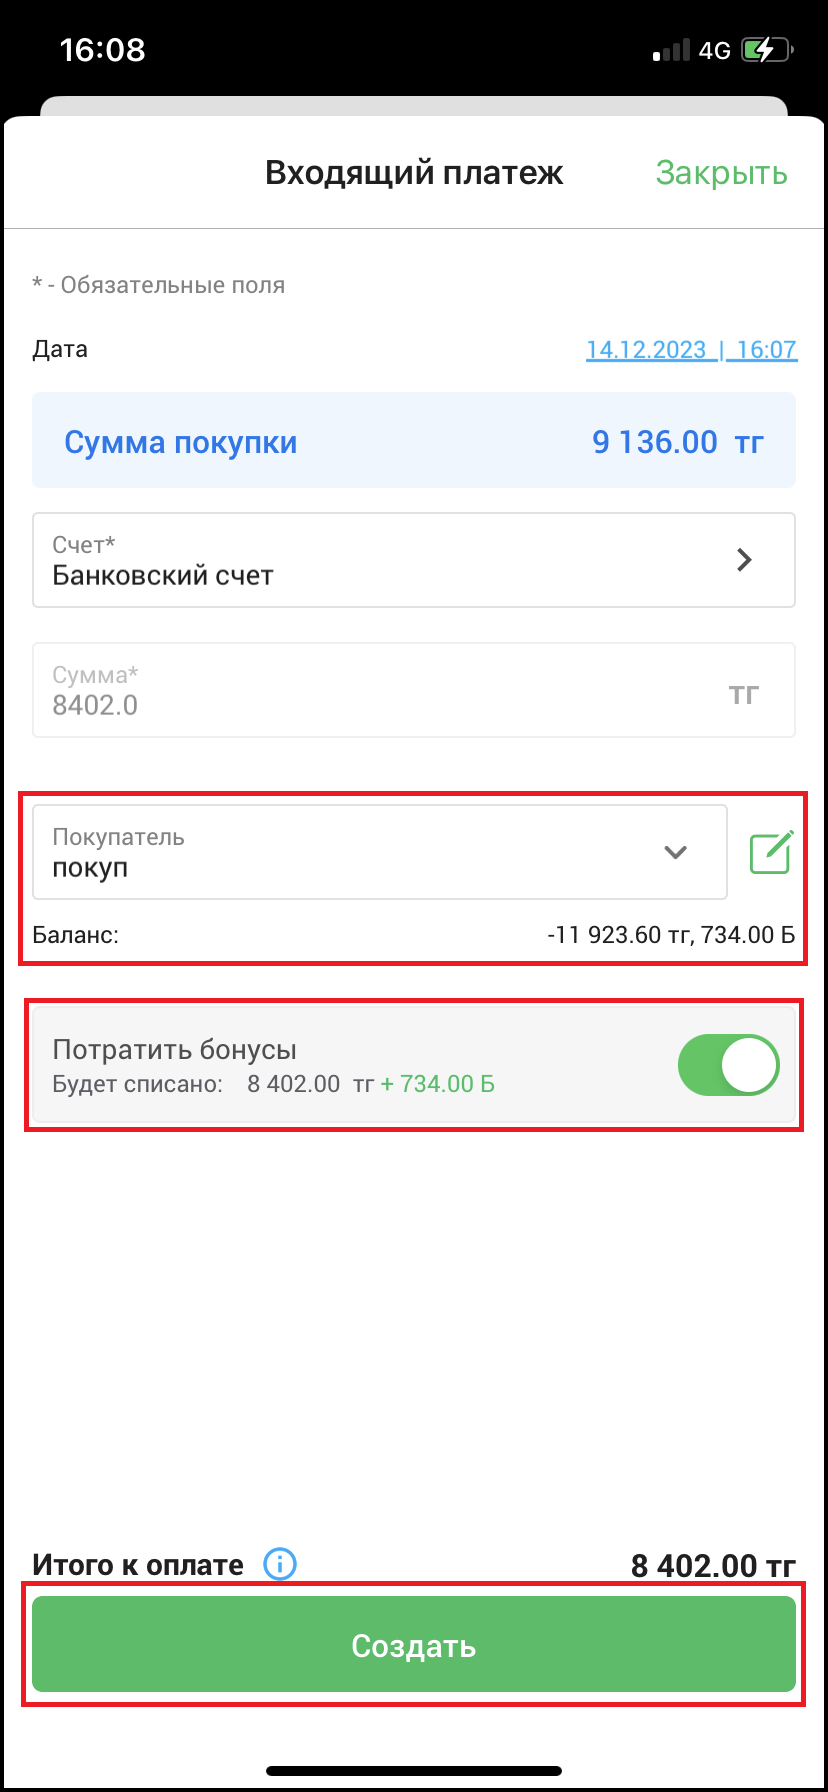 16:08
4G
Входящий платеж
Закрыть
* - Обязательные поля
Дата
14.12.2023 | 16:07
Сумма покупки
9 136.00 тг
Счет*
Банковский счет
Сумма*
8402.0
тг
Покупатель
покуп
Баланс:
-11 923.60 тг, 734.00 Б
Потратить бонусы
Будет списано: 8 402.00 тг + 734.00 Б
Итого к оплате
8 402.00 тг
Создать